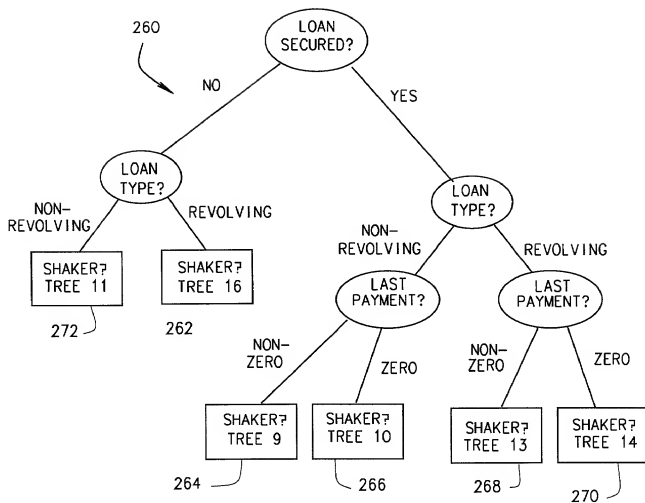 260
LOAN
SECURED?
NO
YES
LOAN
TYPE?
LOAN
TYPE?
NON-
REVOLVING
REVOLVING
NON-
REVOLVING
REVOLVING
SHAKER?
TREE 11
SHAKER?
TREE 16
LAST
PAYMENT?
LAST
PAYMENT?
272
262
NON-
ZERO
ZERO
NON-
ZERO
ZERO
SHAKER?
TREE 9
SHAKER?
TREE 10
SHAKER?
TREE 13
SHAKER?
TREE 14
264
266
268
270